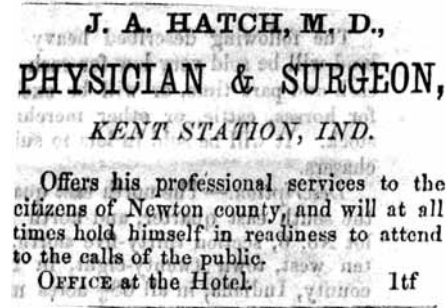 J. A. HATCH, M. D.,
PHYSICIAN & SURGEON,
KENT STATION, IND.
Offers his professional services to the
citizens of Newton county, and will at all
times hold himself in readiness to attend
to the calls of the public.
OFFICE at the Hotel. 1tf